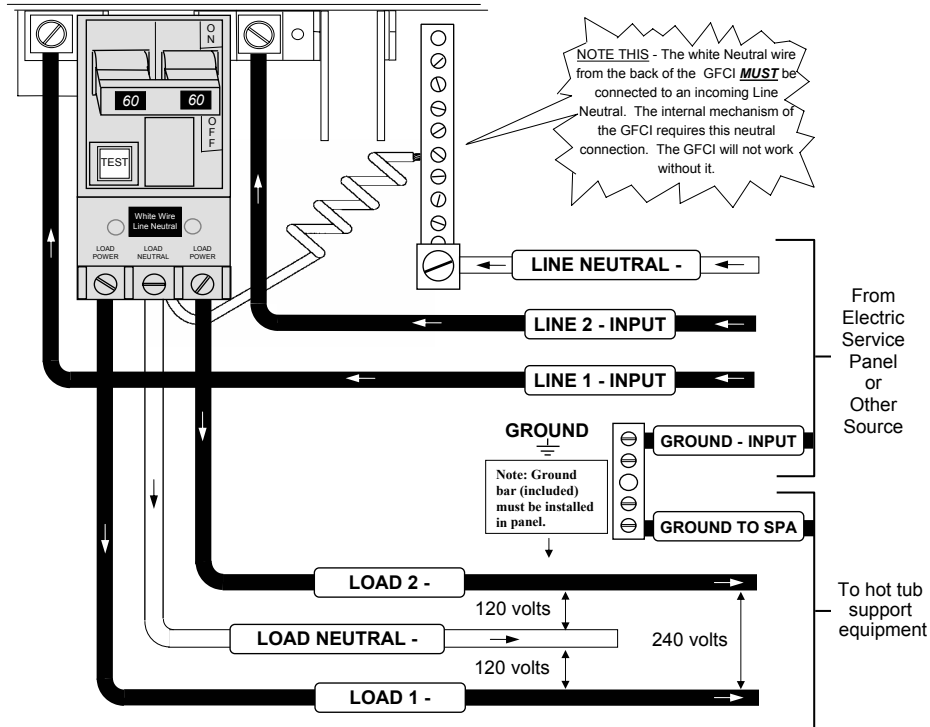 O
N
60
60
O
F
F
TEST
White Wire
Line Neutral
LOAD
POWER
LOAD
NEUTRAL
LOAD
POWER
NOTE THIS - The white Neutral wire
from the back of the GFCI MUST be
connected to an incoming Line
Neutral. The internal mechanism of
the GFCI requires this neutral
connection. The GFCI will not work
without it.
LINE NEUTRAL -
LINE 2 - INPUT
LINE 1 - INPUT
From
Electric
Service
Panel
or
Other
Source
GROUND
Note: Ground
bar (included)
must be installed
in panel.
GROUND - INPUT
GROUND TO SPA
LOAD 2 -
120 volts
LOAD NEUTRAL -
240 volts
120 volts
LOAD 1 -
To hot tub
support
equipment